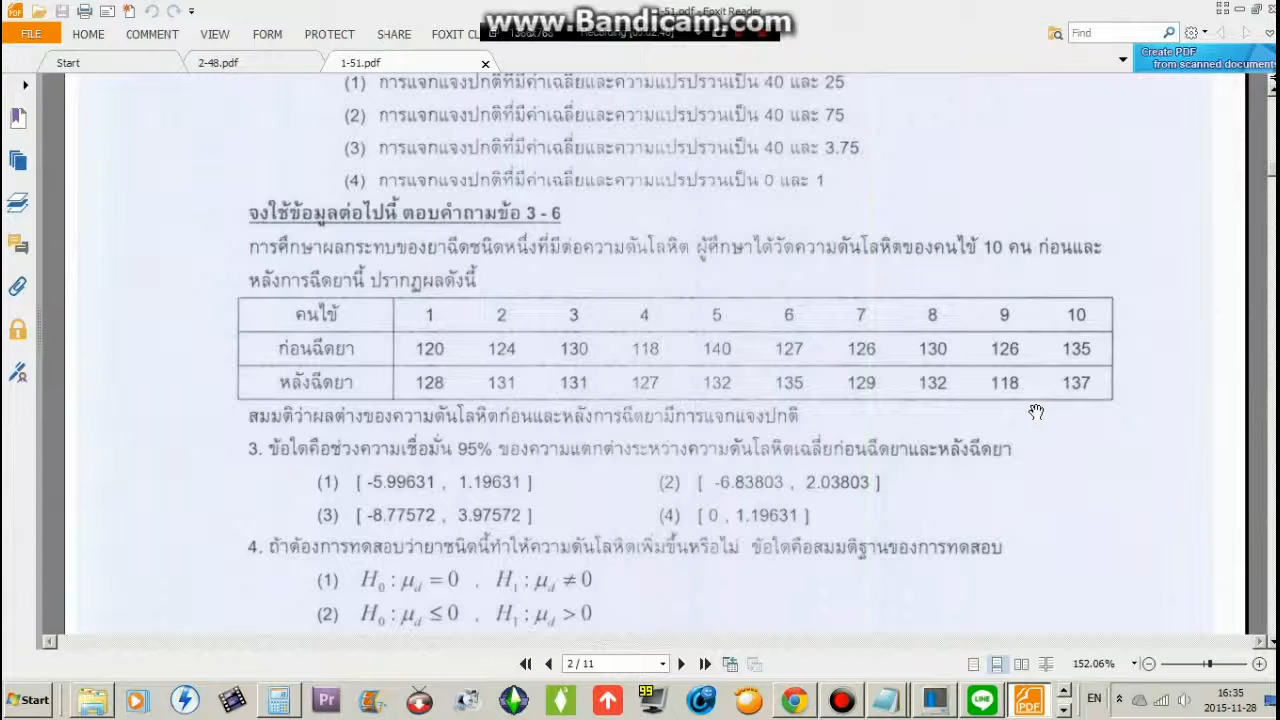 1-51.pdf - Foxit Reader
www.Bandicam.com
FILE HOME COMMENT VIEW FORM PROTECT SHARE FOXIT CL Find
Create PDF
from scanned document
Start 2-48.pdf 1-51.pdf
(1) การแจกแจงปกติที่มีค่าเฉลี่ยและความแปรปรวนเป็น 40 และ 25
(2) การแจกแจงปกติที่มีค่าเฉลี่ยและความแปรปรวนเป็น 40 และ 75
(3) การแจกแจงปกติที่มีค่าเฉลี่ยและความแปรปรวนเป็น 40 และ 3.75
(4) การแจกแจงปกติที่มีค่าเฉลี่ยและความแปรปรวนเป็น 0 และ 1
จงใช้ข้อมูลต่อไปนี้ ตอบคำถามข้อ 3 - 6
การศึกษาผลกระทบของยาฉีดชนิดหนึ่งที่มีต่อความดันโลหิต ผู้ศึกษาได้วัดความดันโลหิตของคนไข้ 10 คน ก่อนและ
หลังการฉีดยานี้ ปรากฏผลดังนี้
คนไข้ 1 2 3 4 5 6 7 8 9 10
ก่อนฉีดยา 120 124 130 118 140 127 126 130 126 135
หลังฉีดยา 128 131 131 127 132 135 129 132 118 137
สมมติว่าผลต่างของความดันโลหิตก่อนและหลังการฉีดยามีการแจกแจงปกติ
3. ข้อใดคือช่วงความเชื่อมั่น 95% ของความแตกต่างระหว่างความดันโลหิตเฉลี่ยก่อนฉีดยาและหลังฉีดยา
(1) [ -5.99631 , 1.19631 ] (2) [ -6.83803 , 2.03803 ]
(3) [ -8.77572 , 3.97572 ] (4) [ 0 , 1.19631 ]
4. ถ้าต้องการทดสอบว่ายาชนิดนี้ทำให้ความดันโลหิตเพิ่มขึ้นหรือไม่ ข้อใดคือสมมติฐานของการทดสอบ
(1) H₀ : μ_d = 0 , H₁ : μ_d ≠ 0
(2) H₀ : μ_d ≤ 0 , H₁ : μ_d > 0
2 / 11 152.06%
Start 99 EN 16:35
2015-11-28